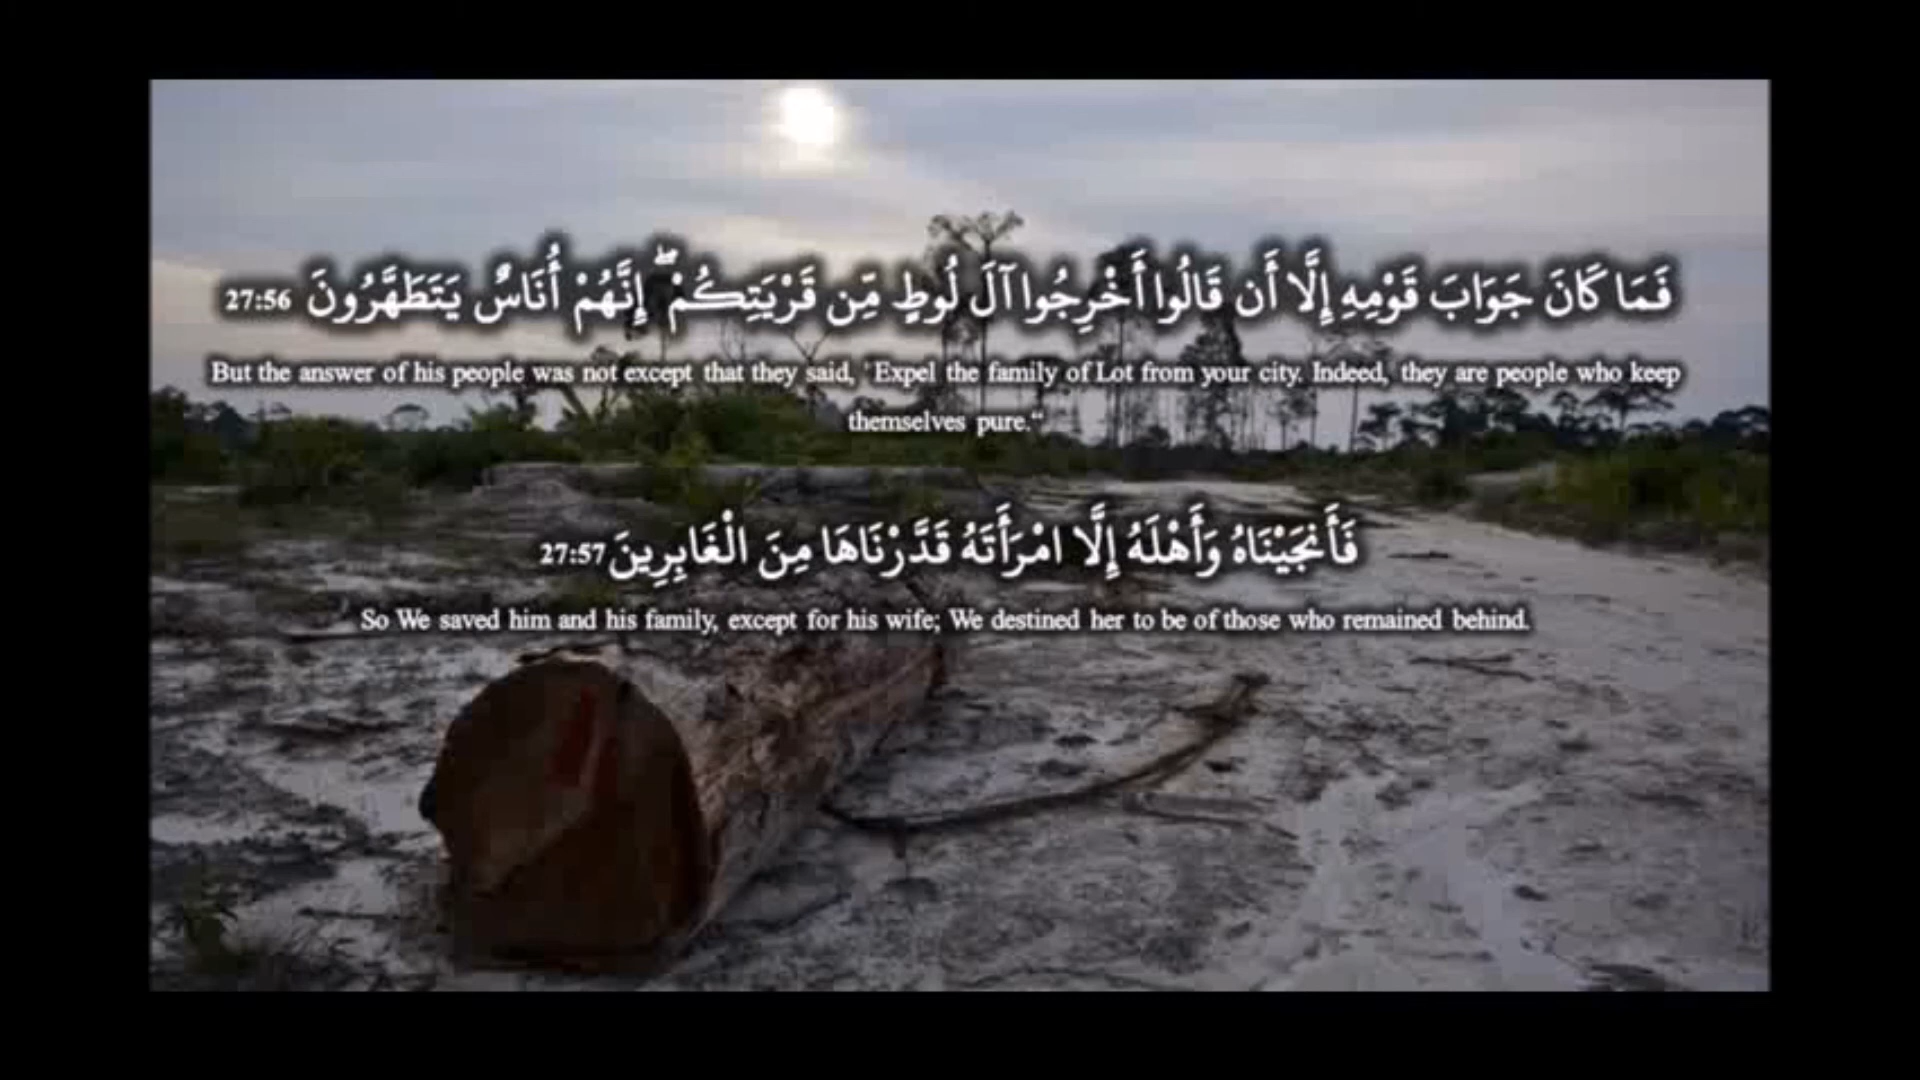 فَمَا كَانَ جَوَابَ قَوْمِهِ إِلَّا أَن قَالُوا أَخْرِجُوا آلَ لُوطٍ مِّن قَرْيَتِكُمْ ۖ إِنَّهُمْ أُنَاسٌ يَتَطَهَّرُونَ 27:56
But the answer of his people was not except that they said, 'Expel the family of Lot from your city. Indeed, they are people who keep
themselves pure.“
فَأَنجَيْنَاهُ وَأَهْلَهُ إِلَّا امْرَأَتَهُ قَدَّرْنَاهَا مِنَ الْغَابِرِينَ 27:57
So We saved him and his family, except for his wife; We destined her to be of those who remained behind.